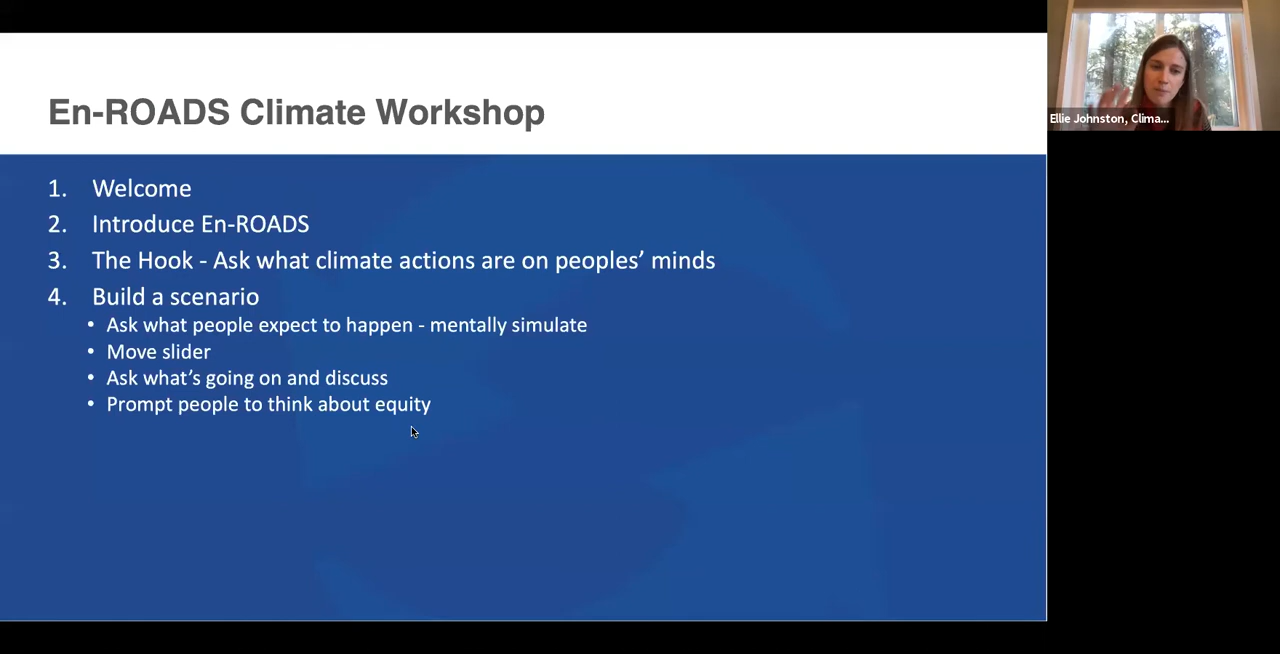 En-ROADS Climate Workshop
1. Welcome
2. Introduce En-ROADS
3. The Hook - Ask what climate actions are on peoples' minds
4. Build a scenario
• Ask what people expect to happen - mentally simulate
• Move slider
• Ask what's going on and discuss
• Prompt people to think about equity
Ellie Johnston, Clima...